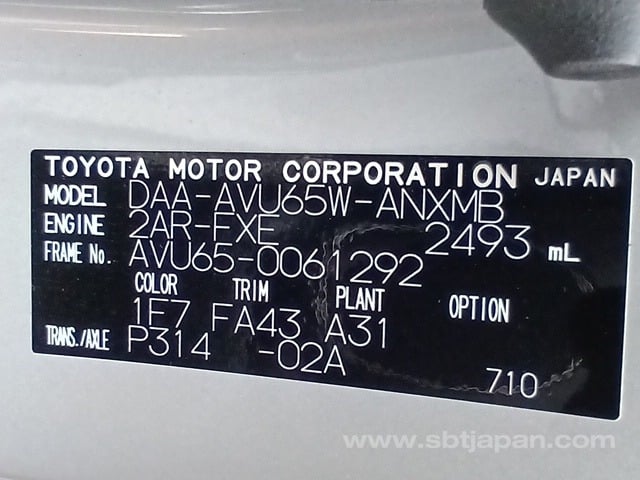 TOYOTA MOTOR CORPORATION JAPAN
MODEL DAA-AVU65W-ANXMB
ENGINE 2AR-FXE 2493 mL
FRAME No. AVU65-0061292
COLOR TRIM PLANT OPTION
1F7 FA43 A31
TRANS./AXLE P314 -02A 710
www.sbtjapan.com